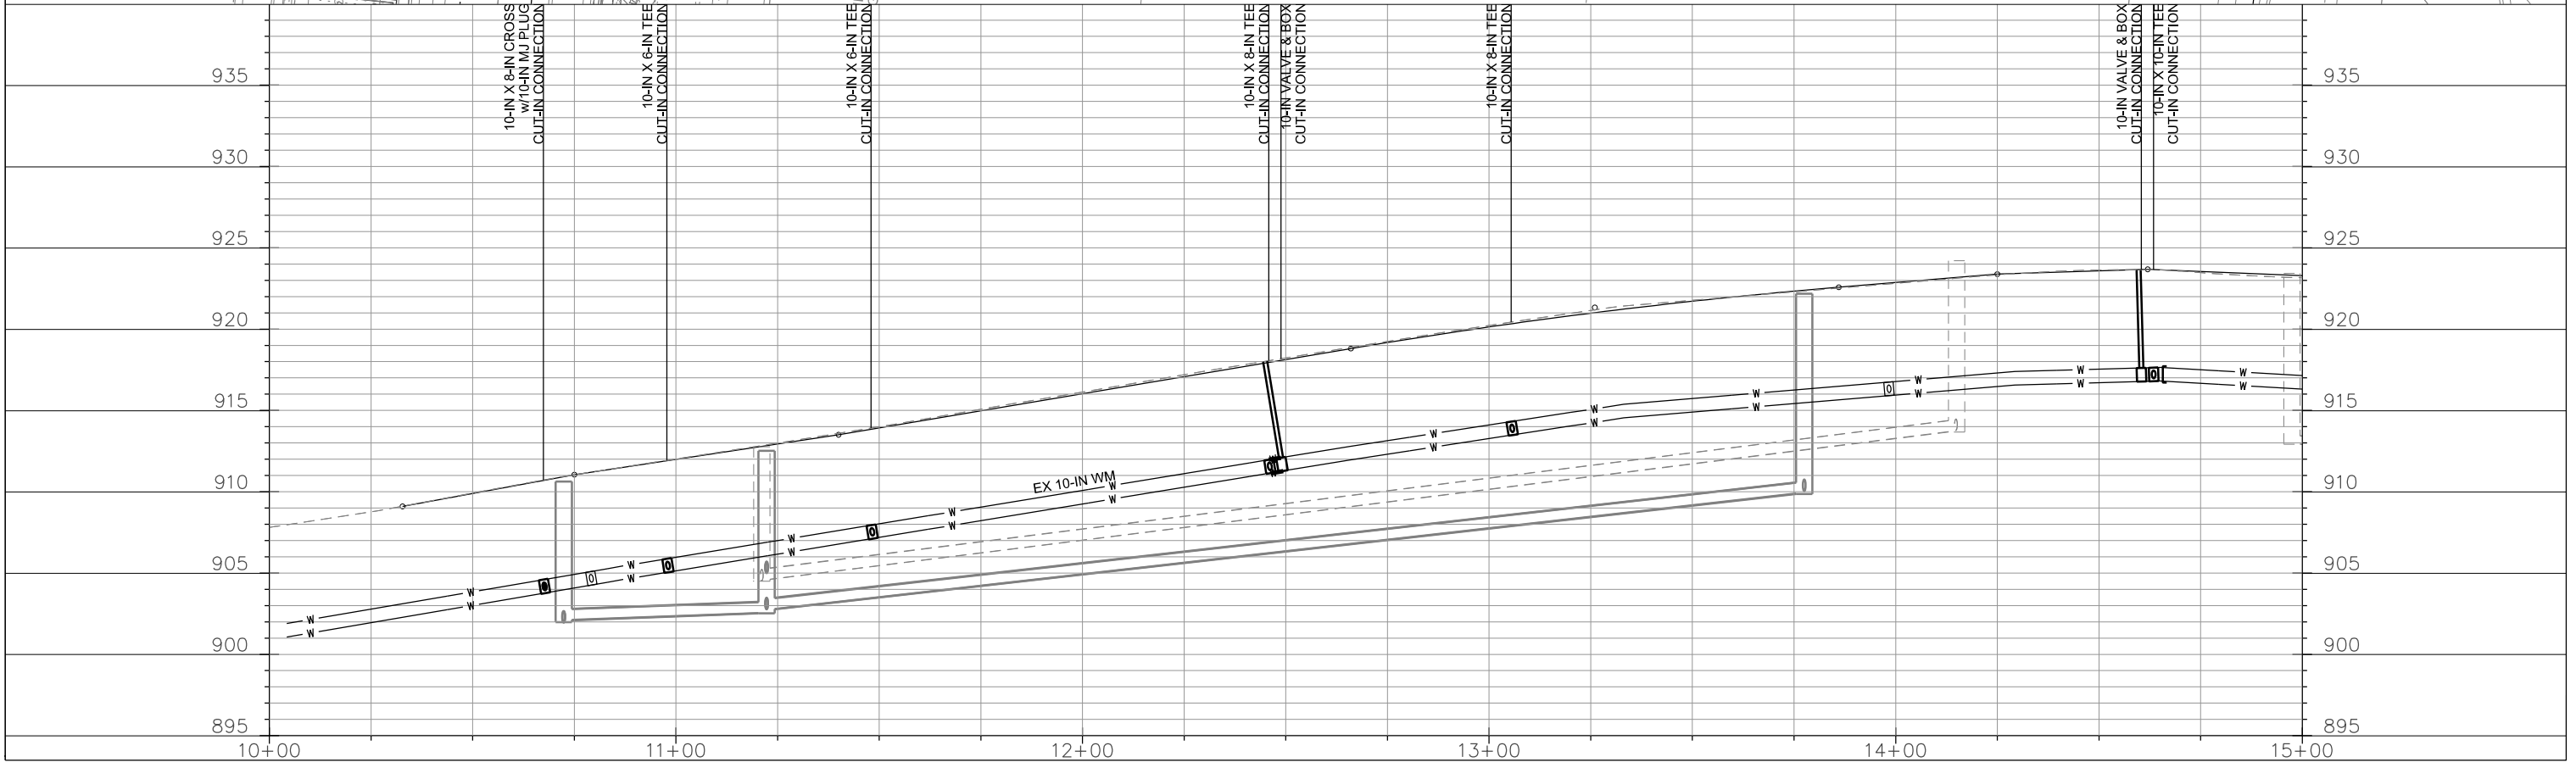 10-IN X 8-IN CROSS
w/10-IN MJ PLUG
CUT-IN CONNECTION
10-IN X 6-IN TEE
CUT-IN CONNECTION
10-IN X 6-IN TEE
CUT-IN CONNECTION
10-IN X 8-IN TEE
CUT-IN CONNECTION
10-IN VALVE & BOX
CUT-IN CONNECTION
10-IN X 8-IN TEE
CUT-IN CONNECTION
10-IN VALVE & BOX
CUT-IN CONNECTION
10-IN X 10-IN TEE
CUT-IN CONNECTION
935 935
930 930
925 925
920 920
915 915
910 910
905 905
900 900
895 895
EX 10-IN WM
W W W W W W W W W W W W
W W W W W W W W W W W W
10+00 11+00 12+00 13+00 14+00 15+00